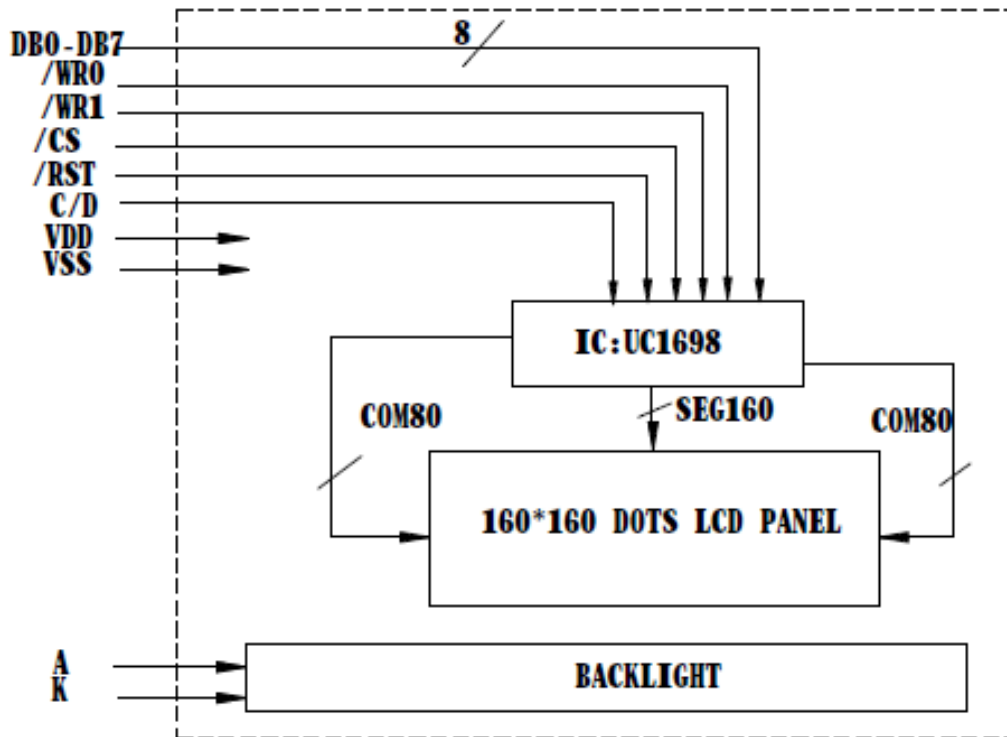 DB0-DB7
8
/WR0
/WR1
/CS
/RST
C/D
VDD
VSS
IC:UC1698
COM80
SEG160
COM80
160*160 DOTS LCD PANEL
A
K
BACKLIGHT